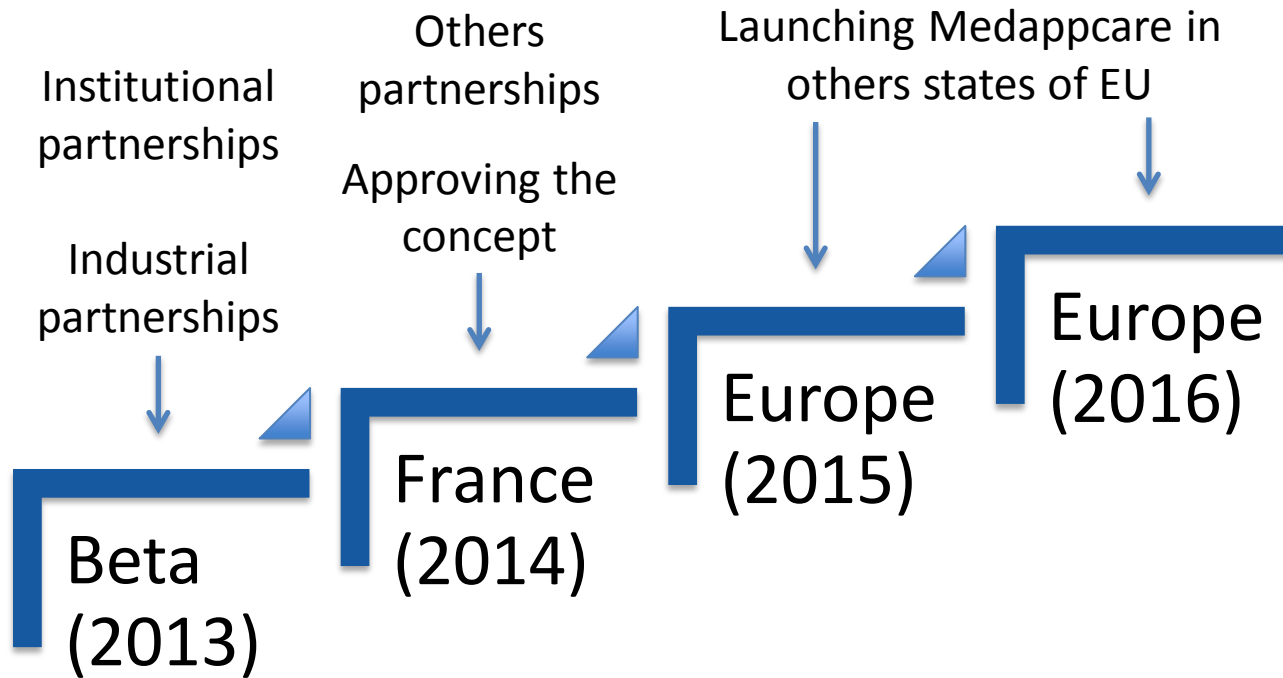 Institutional
partnerships
Industrial
partnerships
Beta
(2013)
Others
partnerships
Approving the
concept
France
(2014)
Launching Medappcare in
others states of EU
Europe
(2015)
Europe
(2016)